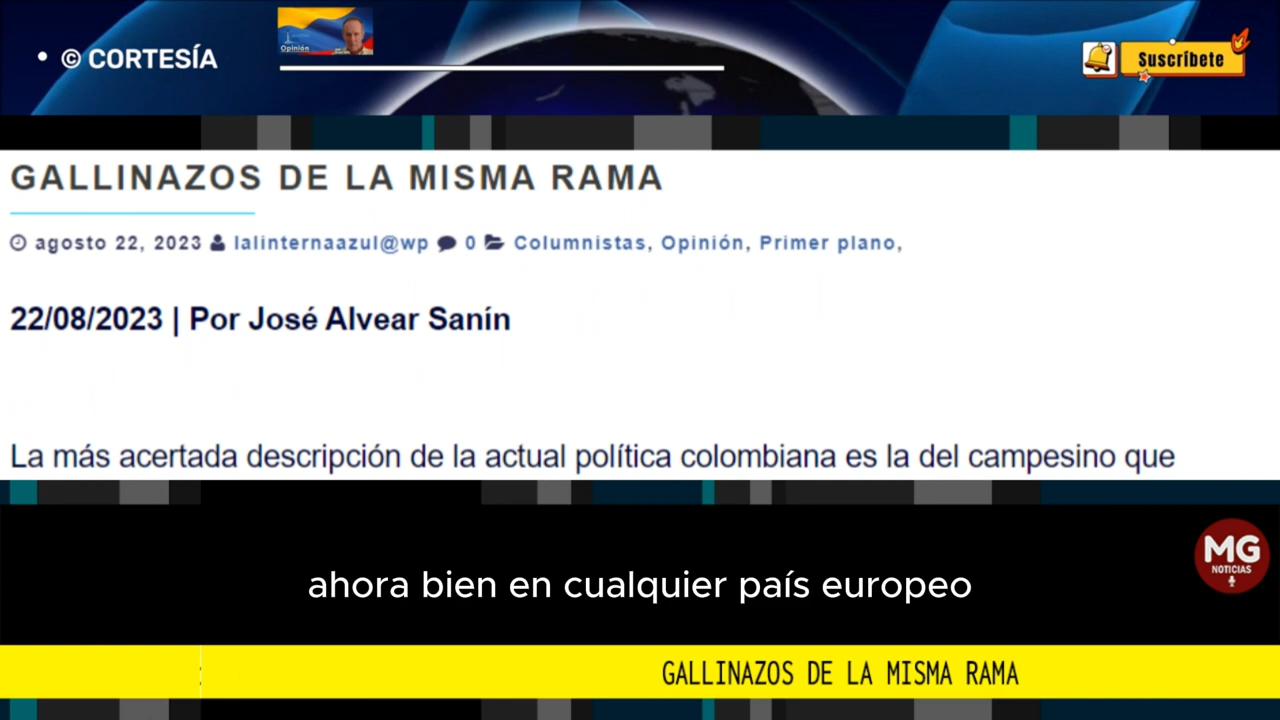 • © CORTESÍA
Opinión
Suscríbete
GALLINAZOS DE LA MISMA RAMA
agosto 22, 2023 lalinternaazul@wp 0 Columnistas, Opinión, Primer plano,
22/08/2023 | Por José Alvear Sanín
La más acertada descripción de la actual política colombiana es la del campesino que
MG
NOTICIAS
ahora bien en cualquier país europeo
GALLINAZOS DE LA MISMA RAMA